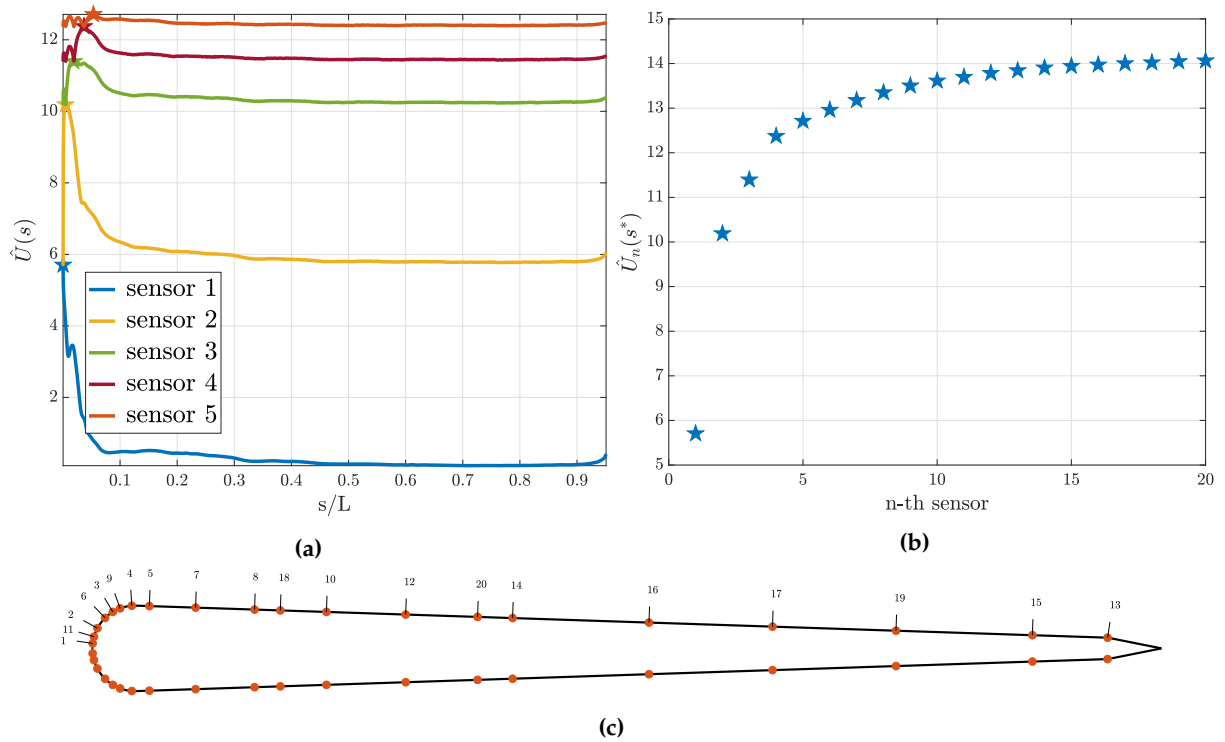 12
10
8
6
4
2
Û(s)
sensor 1
sensor 2
sensor 3
sensor 4
sensor 5
0.1 0.2 0.3 0.4 0.5 0.6 0.7 0.8 0.9
s/L
(a)
15
14
13
12
11
10
9
8
7
6
5
Û_n(s*)
0 5 10 15 20
n-th sensor
(b)
1 11 2 6 3 9 4 5 7 8 18 10 12 20 14 16 17 19 15 13
(c)